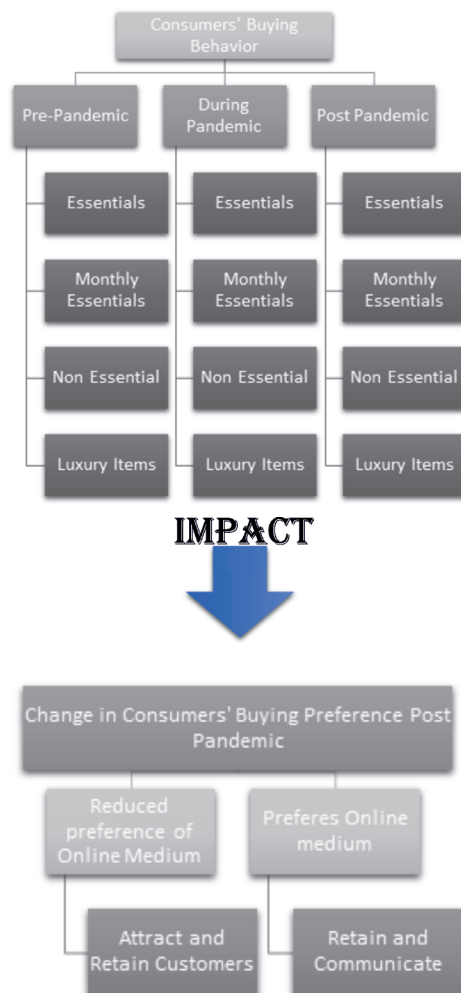 Consumers' Buying
Behavior
Pre-Pandemic
During
Pandemic
Post Pandemic
Essentials
Essentials
Essentials
Monthly
Essentials
Monthly
Essentials
Monthly
Essentials
Non Essential
Non Essential
Non Essential
Luxury Items
Luxury Items
Luxury Items
IMPACT
Change in Consumers' Buying Preference Post
Pandemic
Reduced
preference of
Online Medium
Preferes Online
medium
Attract and
Retain Customers
Retain and
Communicate